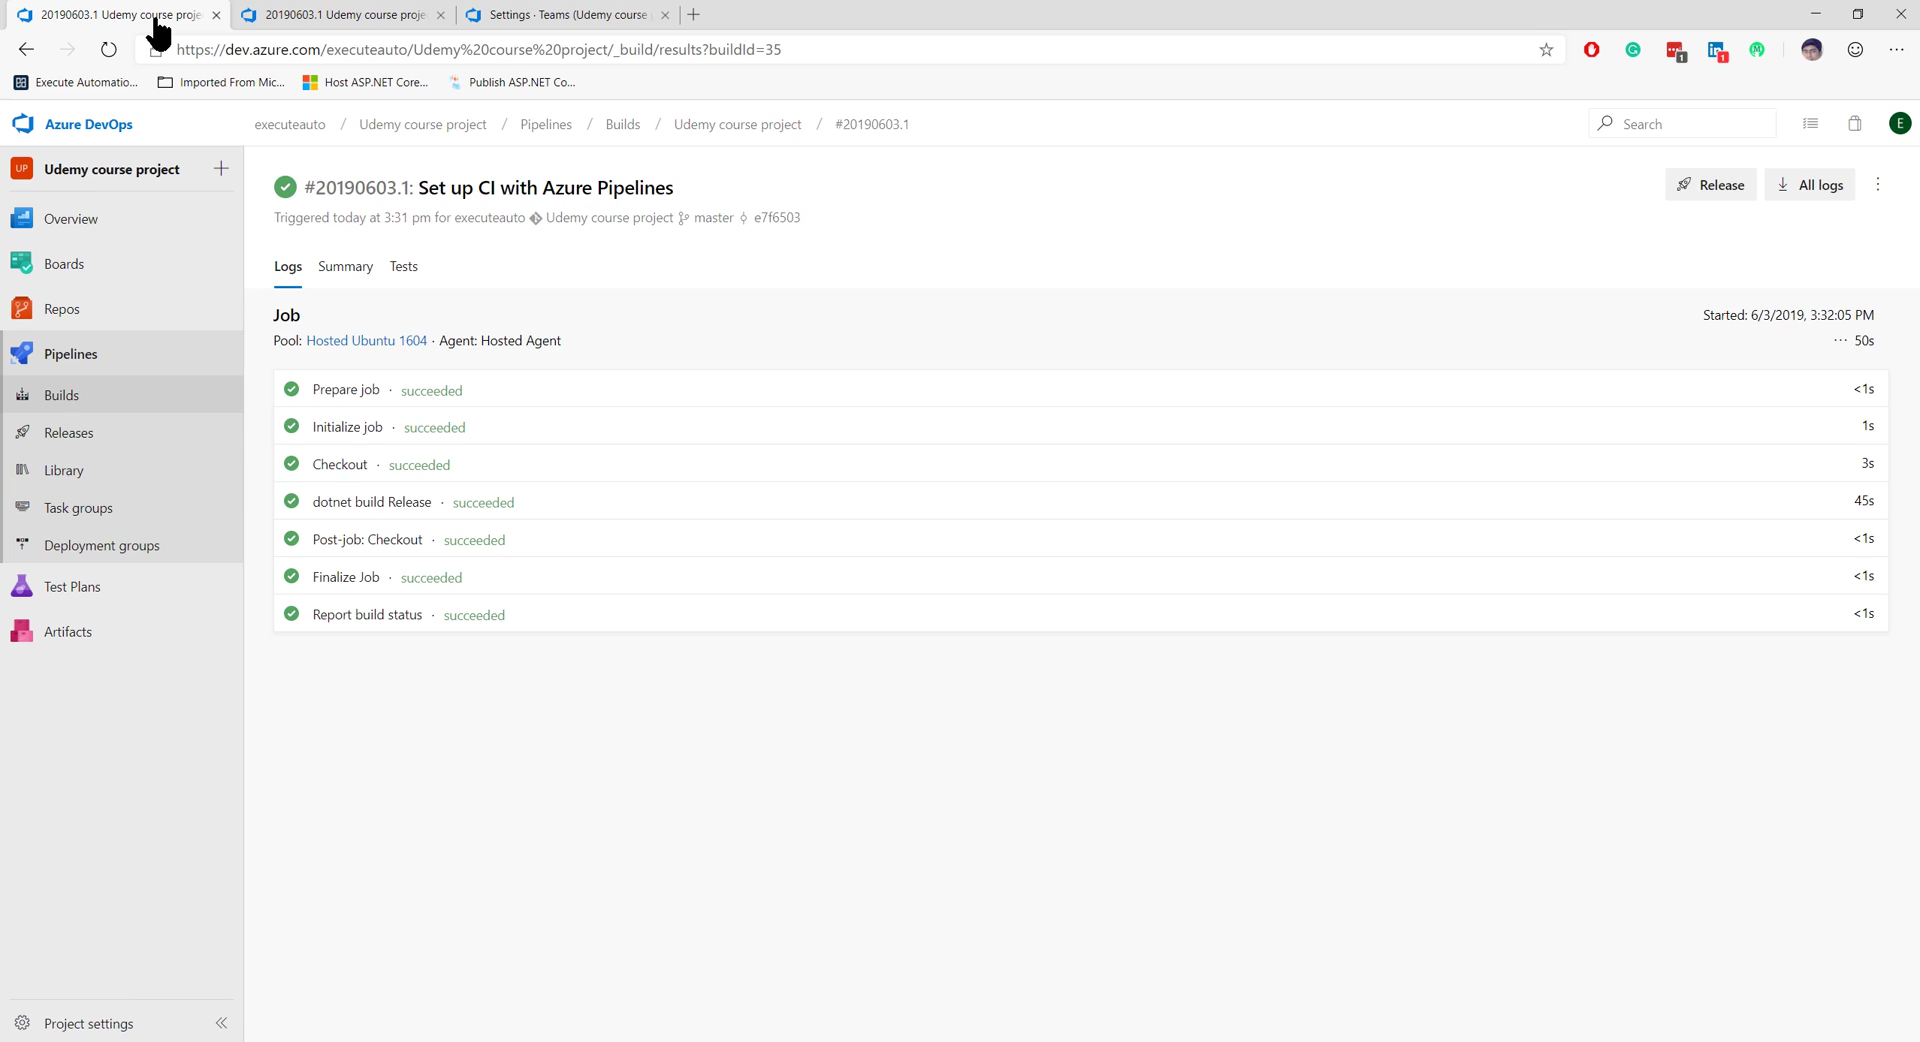 20190603.1 Udemy course proje
20190603.1 Udemy course proje
Settings · Teams (Udemy course
https://dev.azure.com/executeauto/Udemy%20course%20project/_build/results?buildId=35
1
1
Execute Automatio...
Imported From Mic...
Host ASP.NET Core...
Publish ASP.NET Co...
Azure DevOps
executeauto / Udemy course project / Pipelines / Builds / Udemy course project / #20190603.1
Search
E
UP Udemy course project
Overview
Boards
Repos
Pipelines
Builds
Releases
Library
Task groups
Deployment groups
Test Plans
Artifacts
Project settings
#20190603.1: Set up CI with Azure Pipelines
Release
All logs
Triggered today at 3:31 pm for executeauto Udemy course project master e7f6503
Logs Summary Tests
Job
Started: 6/3/2019, 3:32:05 PM
Pool: Hosted Ubuntu 1604 · Agent: Hosted Agent
··· 50s
Prepare job · succeeded <1s
Initialize job · succeeded 1s
Checkout · succeeded 3s
dotnet build Release · succeeded 45s
Post-job: Checkout · succeeded <1s
Finalize Job · succeeded <1s
Report build status · succeeded <1s